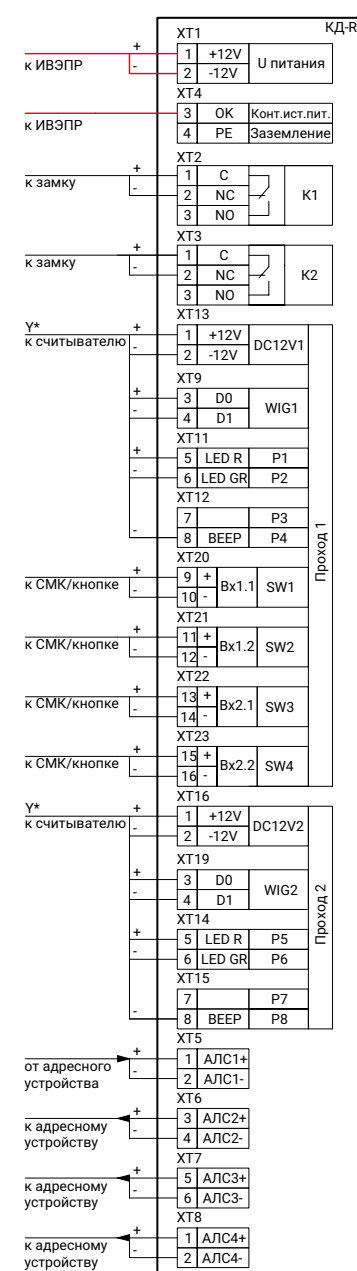 КД-R
XT1
+
к ИВЭПР
-
1 +12V U питания
2 -12V
XT4
к ИВЭПР
3 OK Конт.ист.пит.
4 PE Заземление
XT2
+
к замку
-
1 C
2 NC K1
3 NO
XT3
+
к замку
-
1 C
2 NC K2
3 NO
XT13
Y*
к считывателю
+
-
1 +12V DC12V1
2 -12V
XT9
+
-
3 D0 WIG1
4 D1
XT11
+
-
5 LED R P1
6 LED GR P2
XT12
7 P3
-
8 BEEP P4
Проход 1
XT20
+
к СМК/кнопке
-
9 + Вх1.1 SW1
10 -
XT21
+
к СМК/кнопке
-
11 + Вх1.2 SW2
12 -
XT22
+
к СМК/кнопке
-
13 + Вх2.1 SW3
14 -
XT23
+
к СМК/кнопке
-
15 + Вх2.2 SW4
16 -
XT16
Y*
к считывателю
+
-
1 +12V DC12V2
2 -12V
XT19
+
-
3 D0 WIG2
4 D1
XT14
+
-
5 LED R P5
6 LED GR P6
XT15
7 P7
-
8 BEEP P8
Проход 2
XT5
+
от адресного
устройства
-
1 АЛС1+
2 АЛС1-
XT6
+
к адресному
устройству
-
3 АЛС2+
4 АЛС2-
XT7
+
к адресному
устройству
-
5 АЛС3+
6 АЛС3-
XT8
+
к адресному
устройству
-
1 АЛС4+
2 АЛС4-